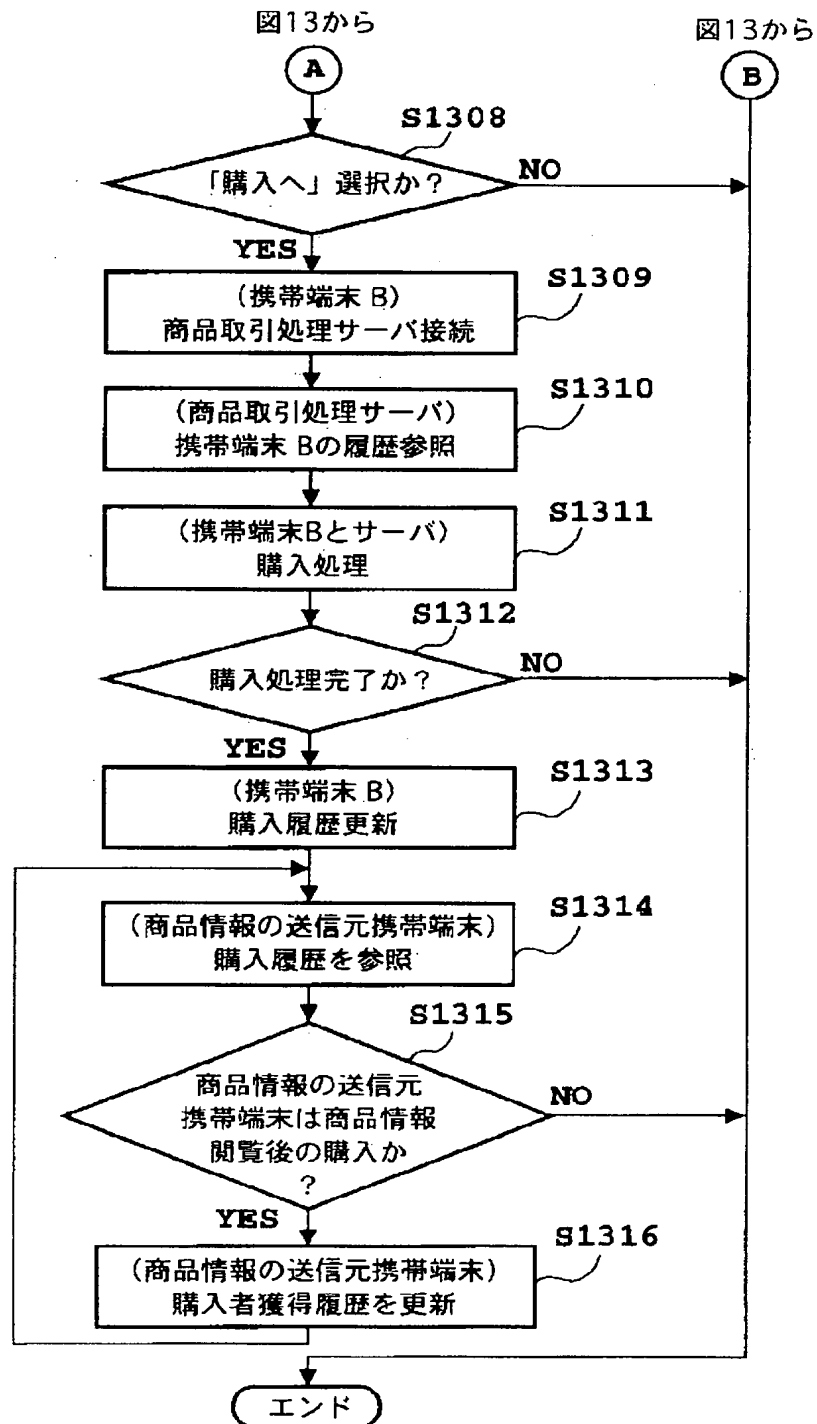 図13から
図13から
A
B
S1308
「購入へ」選択か？
NO
YES
S1309
（携帯端末 B）
商品取引処理サーバ接続
S1310
（商品取引処理サーバ）
携帯端末 Bの履歴参照
S1311
（携帯端末Bとサーバ）
購入処理
S1312
購入処理完了か？
NO
YES
S1313
（携帯端末 B）
購入履歴更新
S1314
（商品情報の送信元携帯端末）
購入履歴を参照
S1315
商品情報の送信元
携帯端末は商品情報
閲覧後の購入か
？
NO
YES
S1316
（商品情報の送信元携帯端末）
購入者獲得履歴を更新
エンド